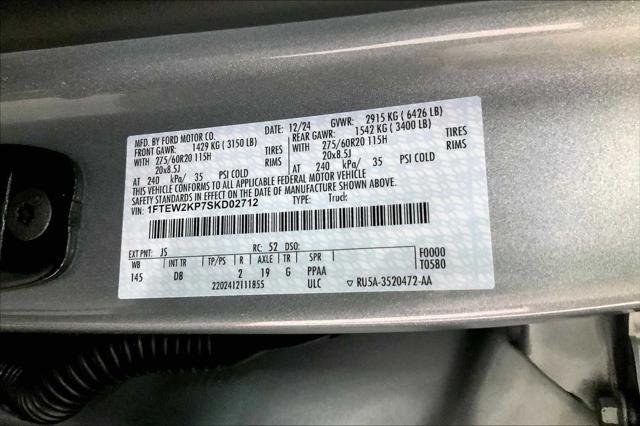 MFD. BY FORD MOTOR CO. DATE: 12/24 GVWR: 2915 KG ( 6426 LB)
FRONT GAWR: 1429 KG ( 3150 LB) REAR GAWR: 1542 KG ( 3400 LB)
WITH 275/60R20 115H TIRES WITH 275/60R20 115H TIRES
20x8.5J RIMS 20x8.5J RIMS
AT 240 kPa/ 35 PSI COLD AT 240 kPa/ 35 PSI COLD
THIS VEHICLE CONFORMS TO ALL APPLICABLE FEDERAL MOTOR VEHICLE
SAFETY STANDARDS IN EFFECT ON THE DATE OF MANUFACTURE SHOWN ABOVE.
VIN: 1FTEW2KP7SKD02712 TYPE: Truck
EXT PNT: JS RC: 52 DSO: F0000
WB INT TR TP/PS R AXLE TR SPR T0580
145 DB 2 19 G PPAA
2202412111855 ULC ▽ RU5A-3520472-AA